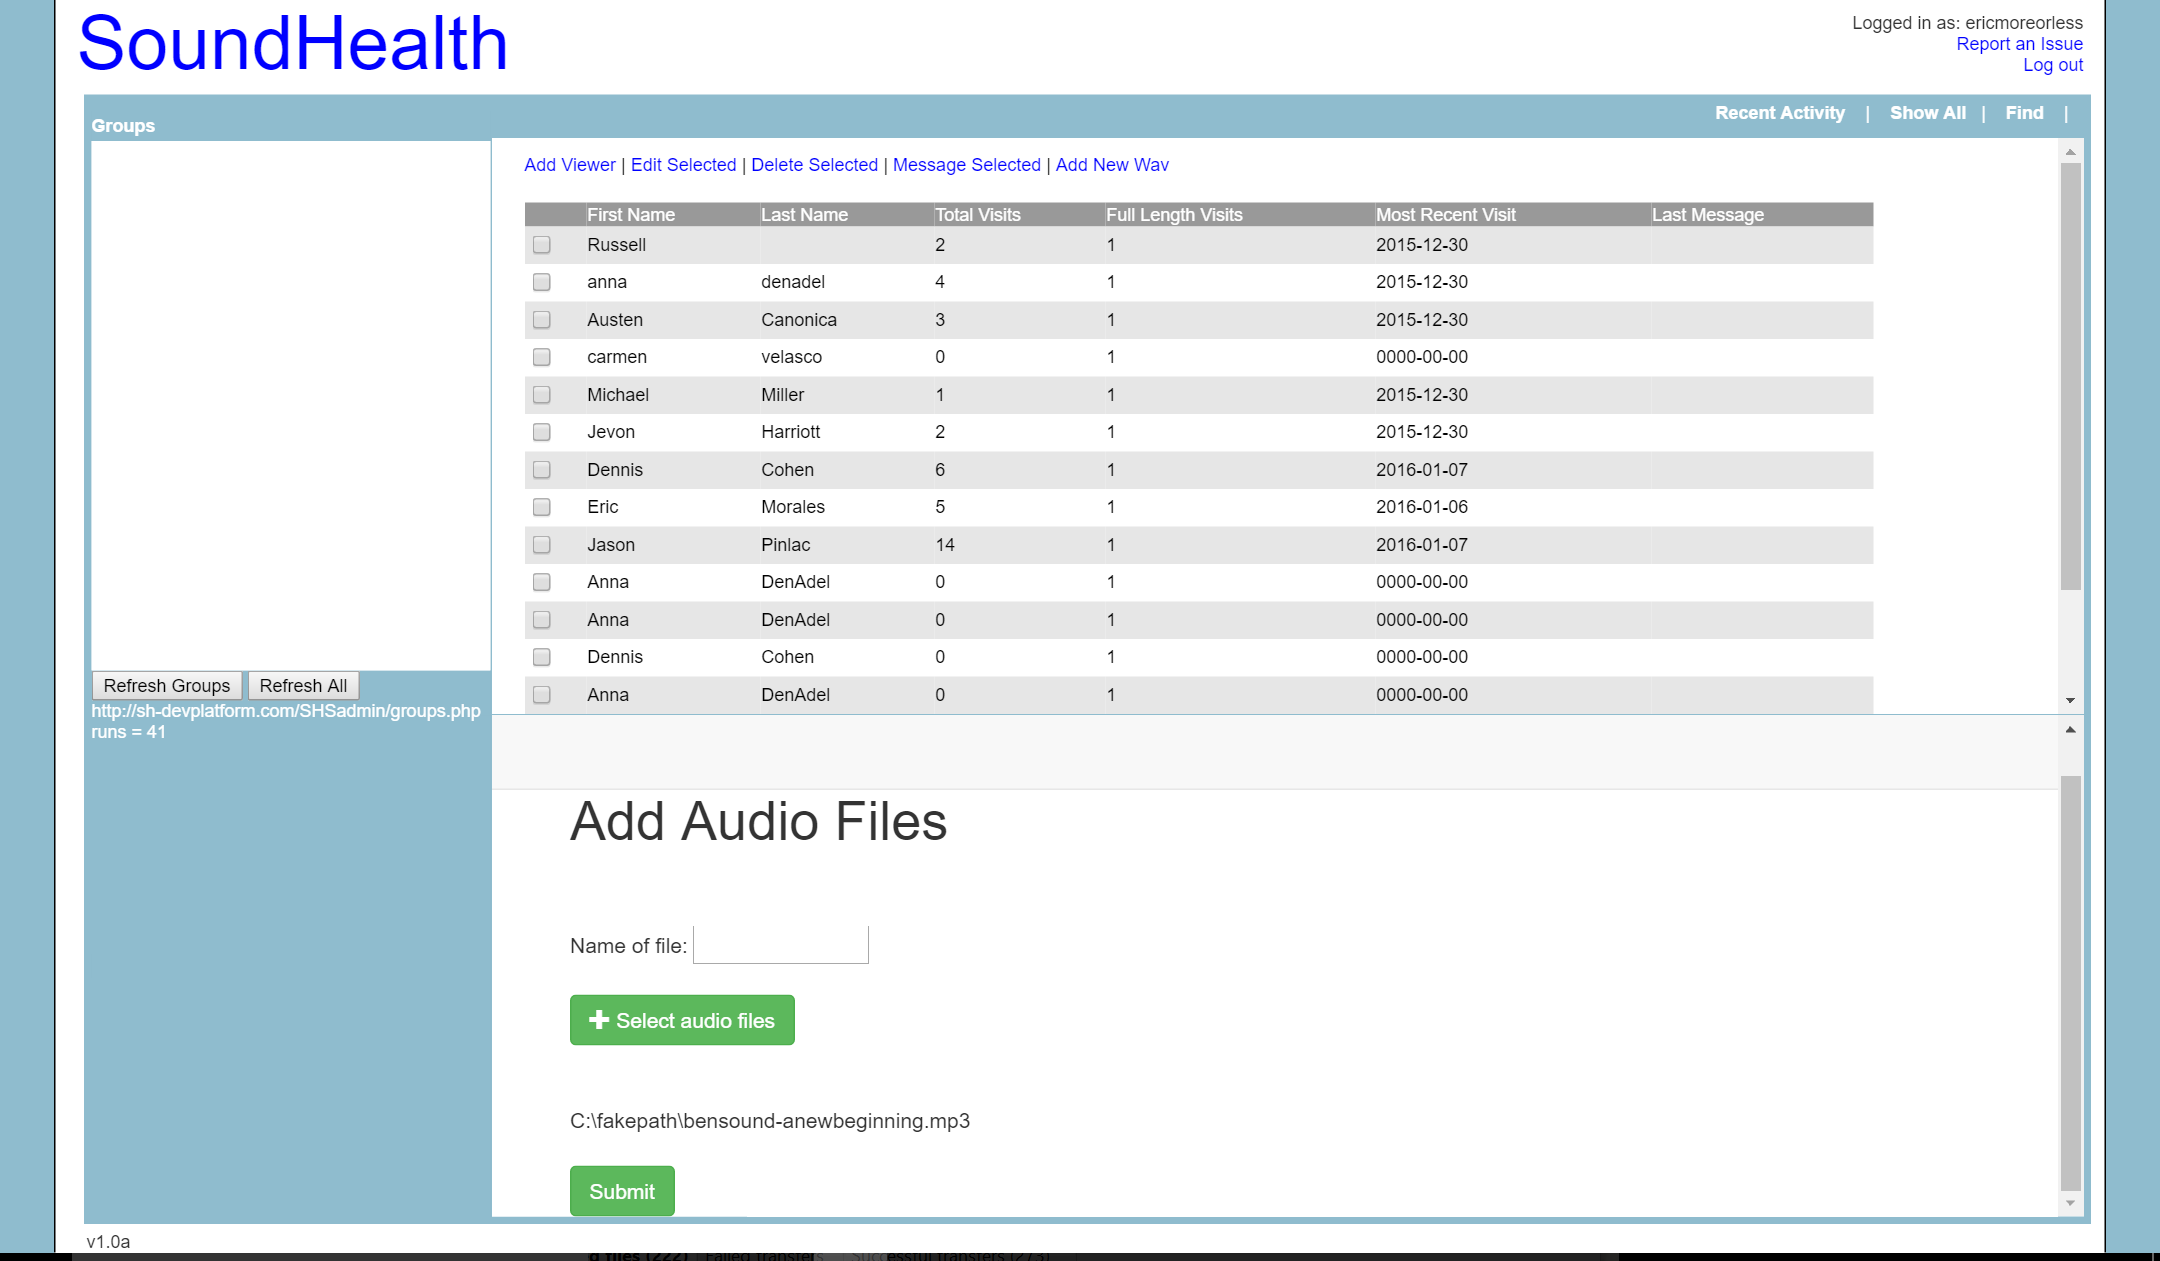 SoundHealth
Logged in as: ericmoreorless
Report an Issue
Log out
Recent Activity | Show All | Find |
Groups
Add Viewer | Edit Selected | Delete Selected | Message Selected | Add New Wav
First Name Last Name Total Visits Full Length Visits Most Recent Visit Last Message
Russell 2 1 2015-12-30
anna denadel 4 1 2015-12-30
Austen Canonica 3 1 2015-12-30
carmen velasco 0 1 0000-00-00
Michael Miller 1 1 2015-12-30
Jevon Harriott 2 1 2015-12-30
Dennis Cohen 6 1 2016-01-07
Eric Morales 5 1 2016-01-06
Jason Pinlac 14 1 2016-01-07
Anna DenAdel 0 1 0000-00-00
Anna DenAdel 0 1 0000-00-00
Dennis Cohen 0 1 0000-00-00
Anna DenAdel 0 1 0000-00-00
Refresh Groups Refresh All
http://sh-devplatform.com/SHSadmin/groups.php
runs = 41
Add Audio Files
Name of file:
Select audio files
C:\fakepath\bensound-anewbeginning.mp3
Submit
v1.0a
files (222) Failed transfers Successful transfers (273)